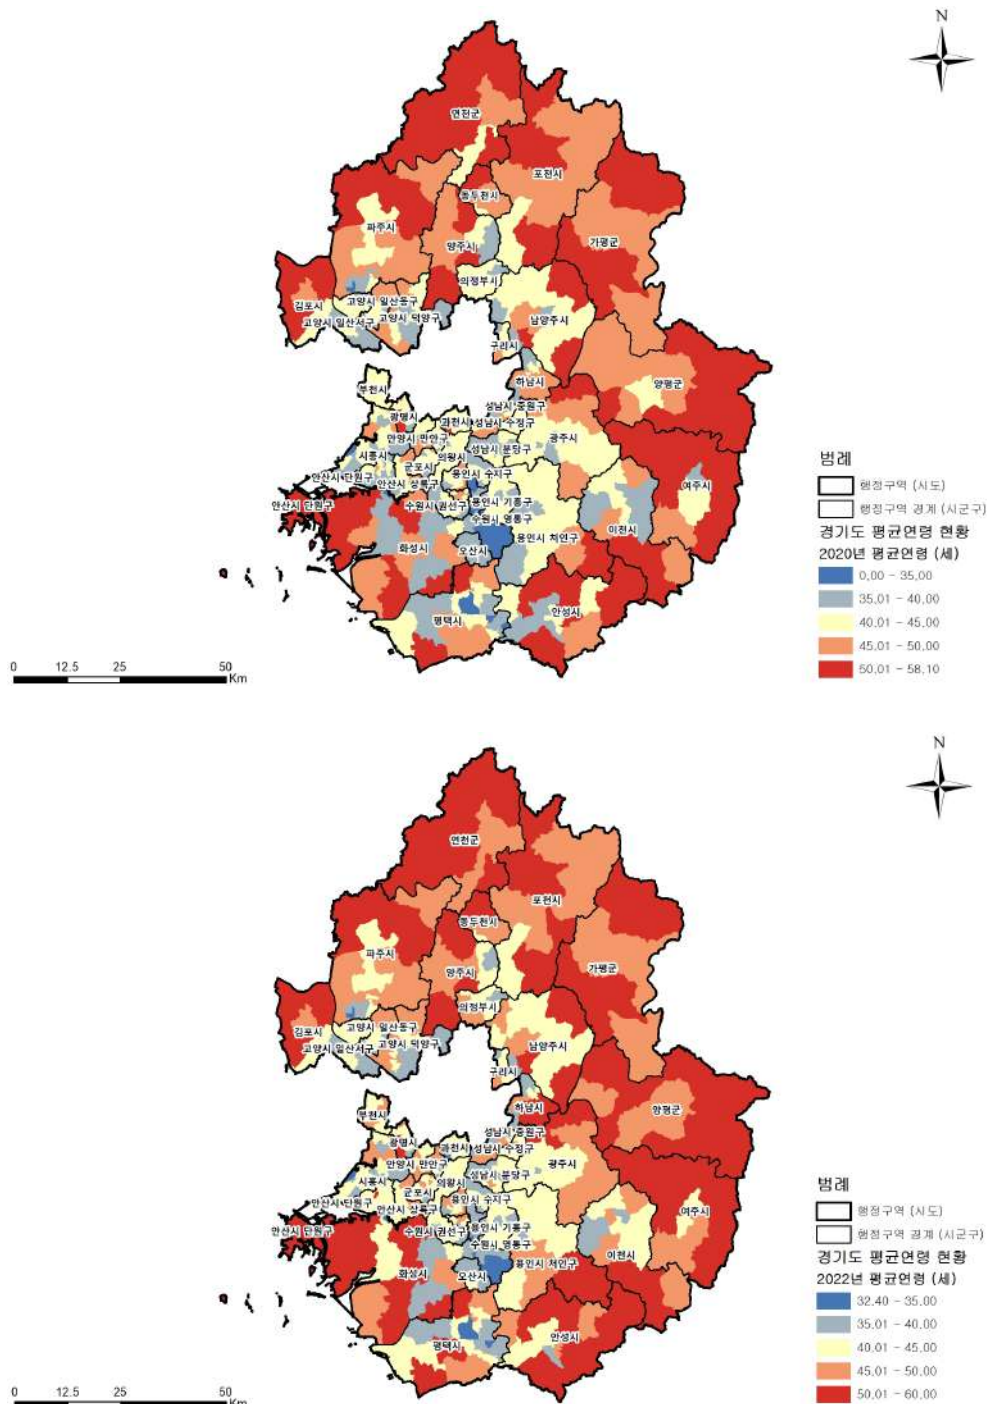 N
연천군
포천시
동두천시
파주시
양주시
가평군
의정부시
김포시
고양시 일산동구
고양시 일산서구
고양시 덕양구
남양주시
구리시
하남시
양평군
부천시
성남시 중원구
광명시
과천시
성남시 수정구
안양시 만안구
광주시
시흥시
의왕시
성남시 분당구
군포시
안산시 단원구
안산시 상록구
용인시 수지구
여주시
안산시 단원구
수원시 권선구
용인시 기흥구
수원시 영통구
이천시
화성시
오산시
용인시 처인구
평택시
안성시
범례
행정구역 (시도)
행정구역 경계 (시군구)
경기도 평균연령 현황
2020년 평균연령 (세)
0.00 - 35.00
35.01 - 40.00
40.01 - 45.00
45.01 - 50.00
50.01 - 58.10
0 12.5 25 50
Km
N
연천군
포천시
동두천시
파주시
양주시
가평군
의정부시
김포시
고양시 일산동구
고양시 일산서구
고양시 덕양구
남양주시
구리시
하남시
양평군
부천시
성남시 중원구
광명시
과천시
성남시 수정구
안양시 만안구
광주시
시흥시
의왕시
성남시 분당구
군포시
안산시 단원구
안산시 상록구
용인시 수지구
여주시
안산시 단원구
수원시 권선구
용인시 기흥구
수원시 영통구
이천시
화성시
오산시
용인시 처인구
평택시
안성시
범례
행정구역 (시도)
행정구역 경계 (시군구)
경기도 평균연령 현황
2022년 평균연령 (세)
32.40 - 35.00
35.01 - 40.00
40.01 - 45.00
45.01 - 50.00
50.01 - 60.00
0 12.5 25 50
Km